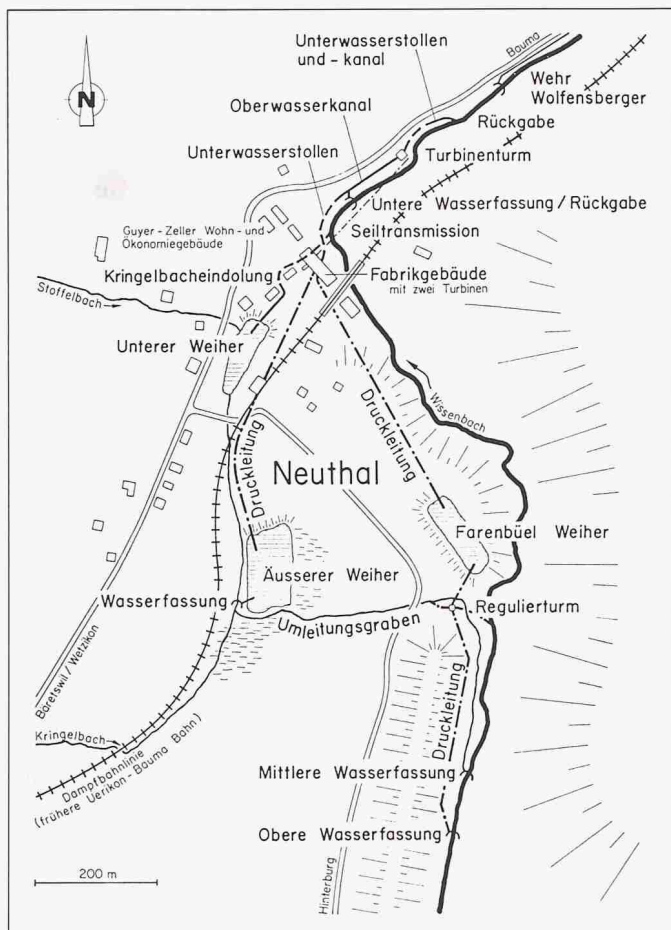 Unterwasserstollen
und - kanal
Bauma
N
Wehr
Wolfensberger
Oberwasserkanal
Rückgabe
Unterwasserstollen
Turbinenturm
Untere Wasserfassung/Rückgabe
Guyer-Zeller Wohn- und
Ökonomiegebäude
Seiltransmission
Kringelbacheindolung
Fabrikgebäude
mit zwei Turbinen
Stoffelbach
Unterer Weiher
Wissenbach
Druckleitung
Druckleitung
Neuthal
Farenbüel Weiher
Äusserer Weiher
Wasserfassung
Regulierturm
Umleitungsgraben
Bäretswil/Wetzikon
Druckleitung
Kringelbach
Dampfbahnlinie
(frühere Uerikon-Bauma Bahn)
Mittlere Wasserfassung
Obere Wasserfassung
200 m
Hinterburg